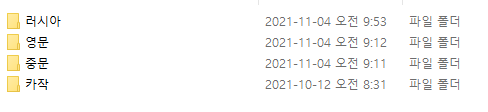 러시아 2021-11-04 오전 9:53 파일 폴더
영문 2021-11-04 오전 9:12 파일 폴더
중문 2021-11-04 오전 9:11 파일 폴더
카작 2021-10-12 오전 8:31 파일 폴더